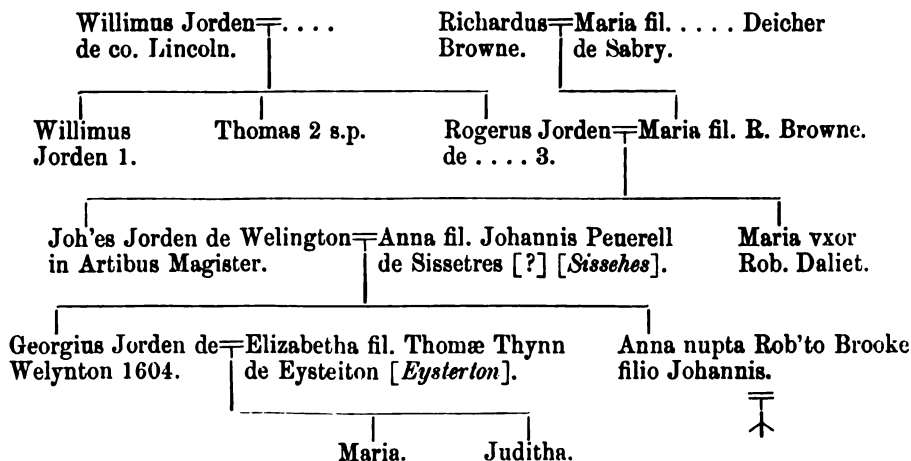 Willimus Jorden=. . . . Richardus=Maria fil. . . . . . Deicher
de co. Lincoln. Browne. de Sabry.
Willimus Thomas 2 s.p. Rogerus Jorden=Maria fil. R. Browne.
Jorden 1. de . . . . 3.
Joh'es Jorden de Welington=Anna fil. Johannis Peuerell Maria vxor
in Artibus Magister. de Sissetres [?] [Sissehes]. Rob. Daliet.
Georgius Jorden de=Elizabetha fil. Thomæ Thynn Anna nupta Rob'to Brooke
Welynton 1604. de Eysteiton [Eysterton]. filio Johannis.
Maria. Juditha.